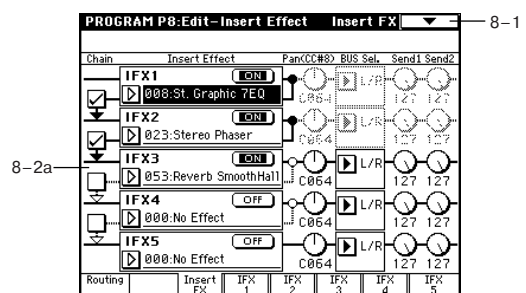 PROGRAM P8:Edit-Insert Effect Insert FX
8-1
Chain Insert Effect Pan(CC#8) BUS Sel. Send1 Send2
IFX1 ON
008:St. Graphic 7EQ C064 L/R 127 127
IFX2 ON
023:Stereo Phaser C064 L/R 127 127
8-2a
IFX3 ON
053:Reverb SmoothHall C064 L/R 127 127
IFX4 OFF
000:No Effect C064 L/R 127 127
IFX5 OFF
000:No Effect C064 L/R 127 127
Routing Insert FX IFX 1 IFX 2 IFX 3 IFX 4 IFX 5